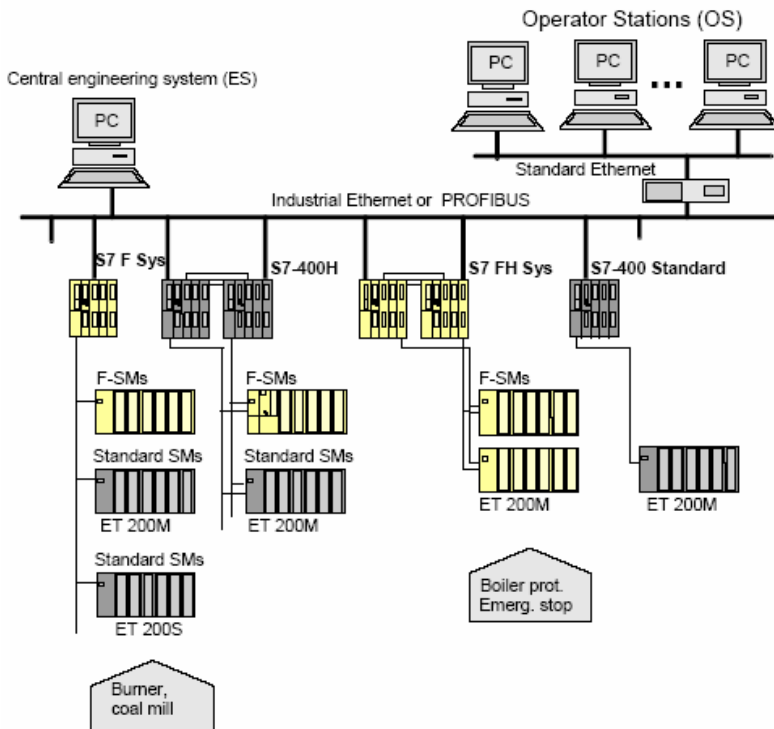 Operator Stations (OS)
Central engineering system (ES)
PC
PC
PC
PC
Standard Ethernet
Industrial Ethernet or PROFIBUS
S7 F Sys
S7-400H
S7 FH Sys
S7-400 Standard
F-SMs
F-SMs
Standard SMs
Standard SMs
ET 200M
ET 200M
ET 200M
ET 200M
Standard SMs
ET 200S
Boiler prot.
Emerg. stop
Burner,
coal mill